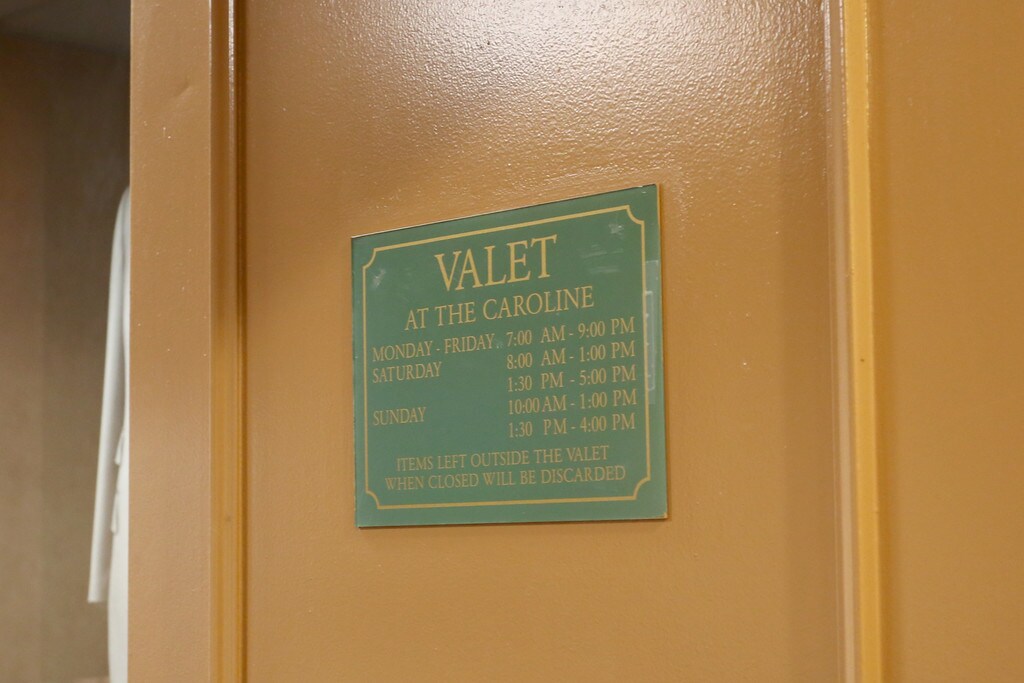 VALET
AT THE CAROLINE
MONDAY - FRIDAY. 7:00 AM - 9:00 PM
SATURDAY 8:00 AM - 1:00 PM
1:30 PM - 5:00 PM
SUNDAY 10:00 AM - 1:00 PM
1:30 PM - 4:00 PM
ITEMS LEFT OUTSIDE THE VALET
WHEN CLOSED WILL BE DISCARDED